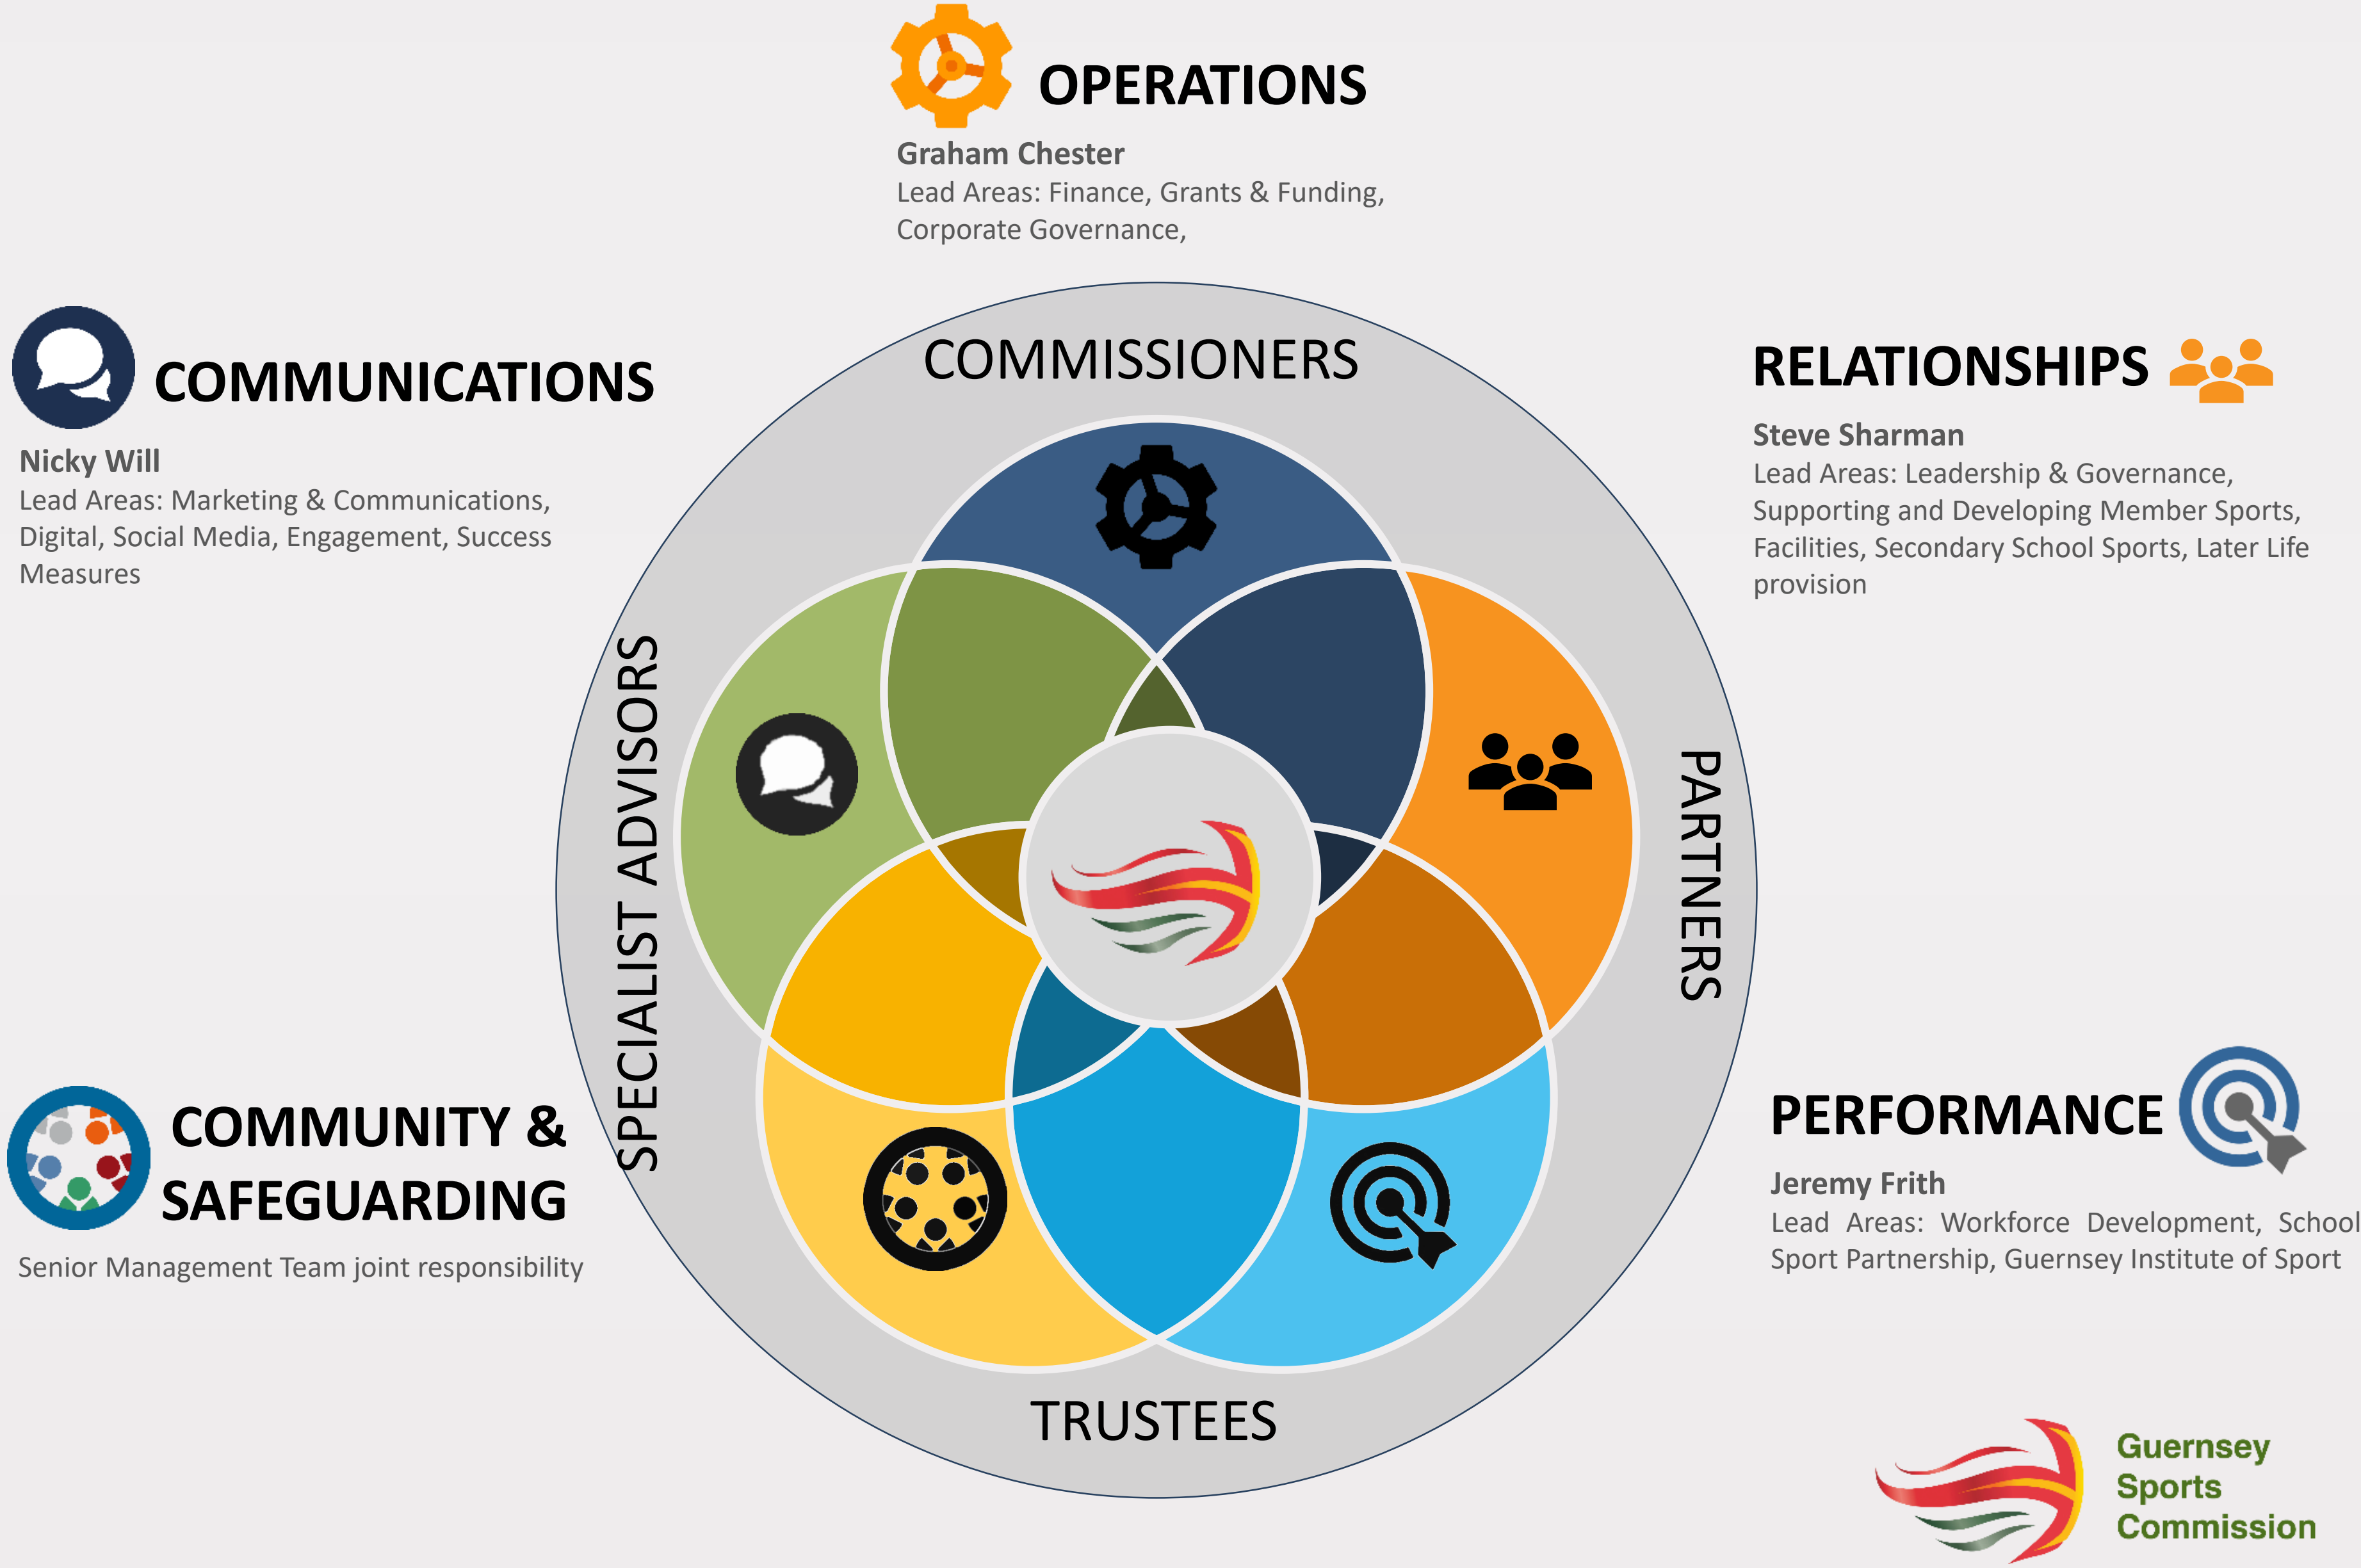 OPERATIONS
Graham Chester
Lead Areas: Finance, Grants & Funding,
Corporate Governance,
COMMUNICATIONS
Nicky Will
Lead Areas: Marketing & Communications,
Digital, Social Media, Engagement, Success
Measures
COMMISSIONERS
RELATIONSHIPS
Steve Sharman
Lead Areas: Leadership & Governance,
Supporting and Developing Member Sports,
Facilities, Secondary School Sports, Later Life
provision
SPECIALIST ADVISORS
PARTNERS
COMMUNITY &
SAFEGUARDING
Senior Management Team joint responsibility
PERFORMANCE
Jeremy Frith
Lead Areas: Workforce Development, School
Sport Partnership, Guernsey Institute of Sport
TRUSTEES
Guernsey
Sports
Commission